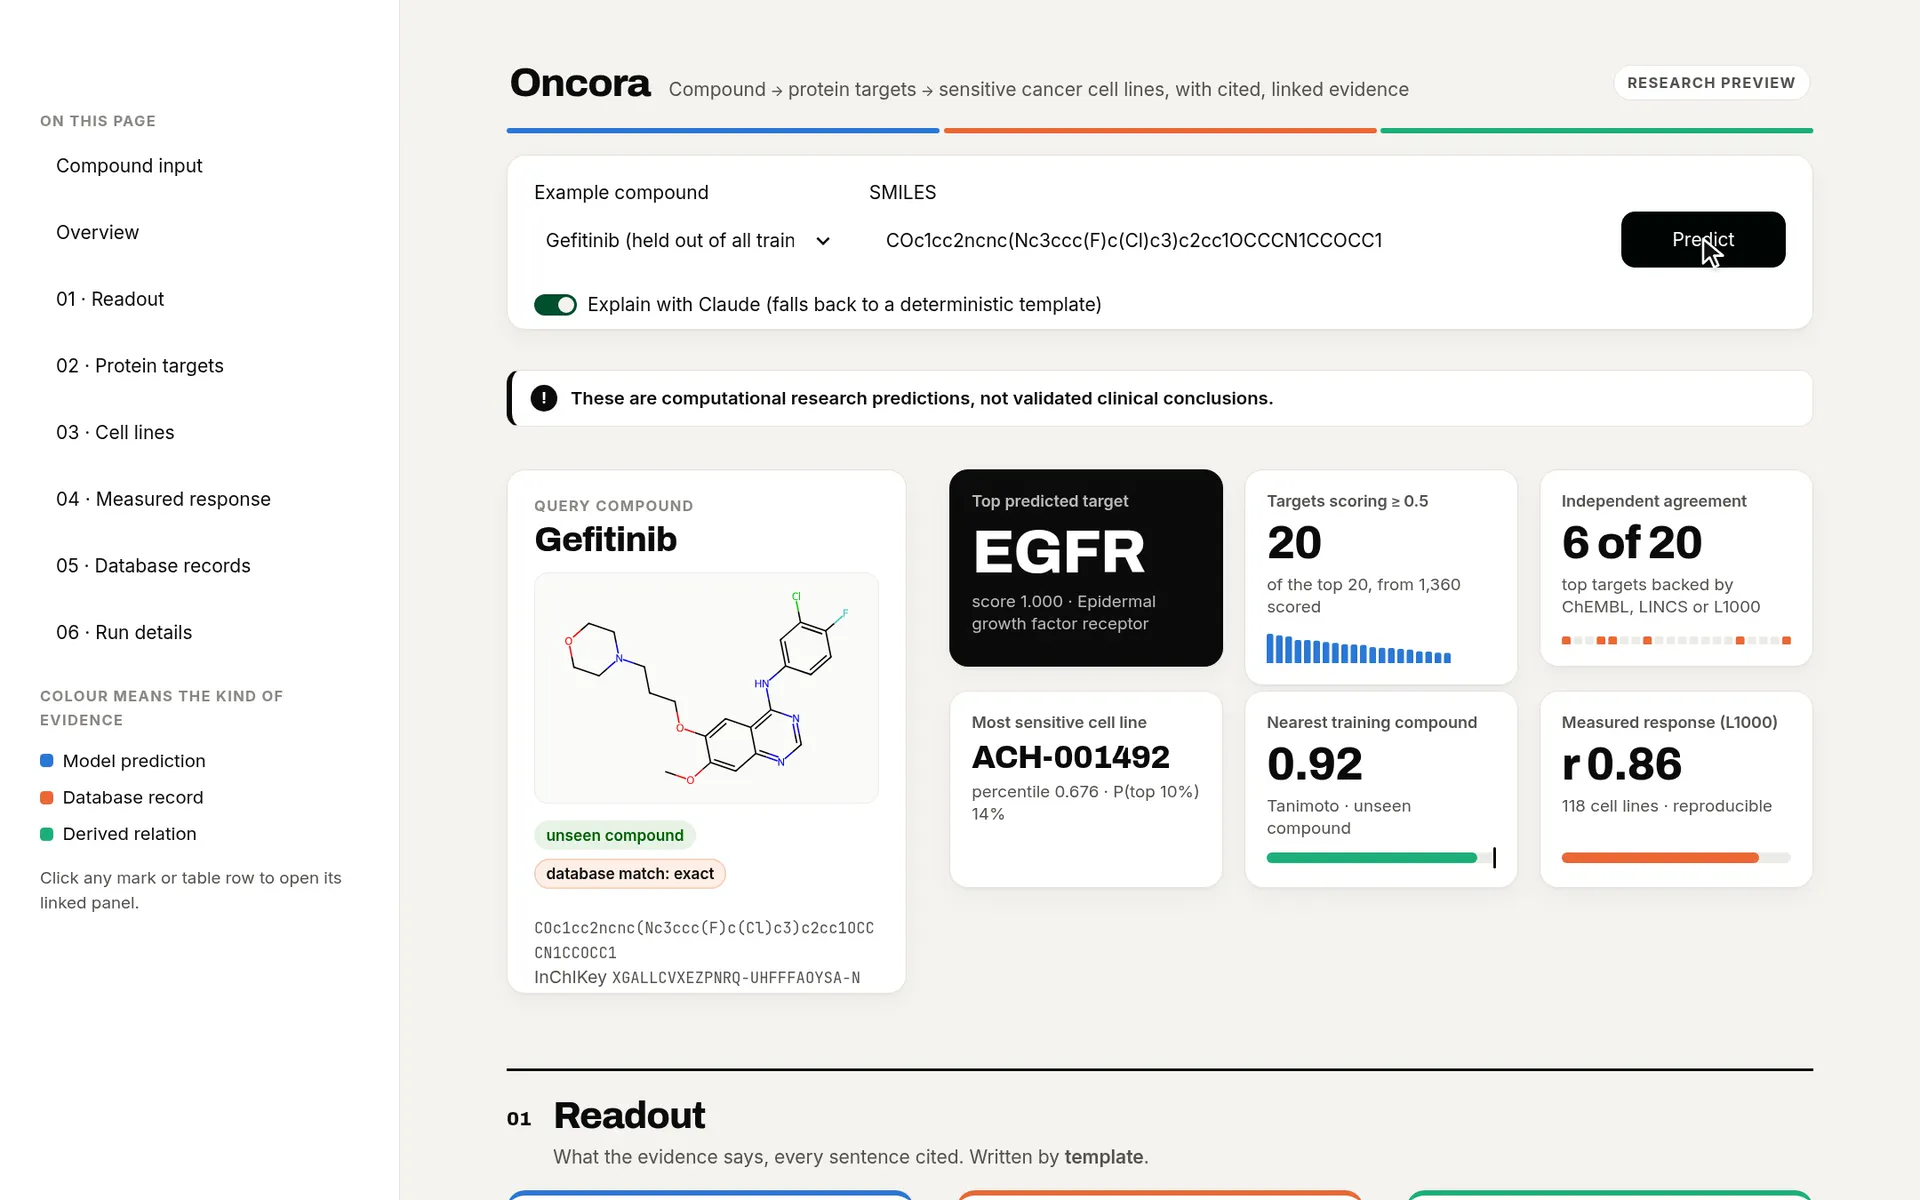 ON THIS PAGE
Compound input
Overview
01 · Readout
02 · Protein targets
03 · Cell lines
04 · Measured response
05 · Database records
06 · Run details
COLOUR MEANS THE KIND OF
EVIDENCE
Model prediction
Database record
Derived relation
Click any mark or table row to open its
linked panel.
Oncora
Compound → protein targets → sensitive cancer cell lines, with cited, linked evidence
RESEARCH PREVIEW
Example compound
SMILES
Gefitinib (held out of all train
COc1cc2ncnc(Nc3ccc(F)c(Cl)c3)c2cc1OCCCN1CCOCC1
Predict
Explain with Claude (falls back to a deterministic template)
! These are computational research predictions, not validated clinical conclusions.
QUERY COMPOUND
Gefitinib
Cl
F
O
N
HN
N
O
N
O
unseen compound
database match: exact
COc1cc2ncnc(Nc3ccc(F)c(Cl)c3)c2cc1OCC
CN1CCOCC1
InChIKey XGALLCVXEZPNRQ-UHFFFAOYSA-N
Top predicted target
EGFR
score 1.000 · Epidermal
growth factor receptor
Targets scoring ≥ 0.5
20
of the top 20, from 1,360
scored
Independent agreement
6 of 20
top targets backed by
ChEMBL, LINCS or L1000
Most sensitive cell line
ACH-001492
percentile 0.676 · P(top 10%)
14%
Nearest training compound
0.92
Tanimoto · unseen
compound
Measured response (L1000)
r 0.86
118 cell lines · reproducible
01 Readout
What the evidence says, every sentence cited. Written by template.